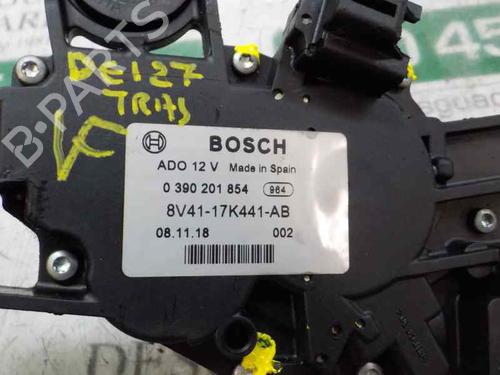 DE127
TRAS
B-PARTS
BOSCH
ADO 12 V Made in Spain
0 390 201 854 964
8V41-17K441-AB
08.11.18 002